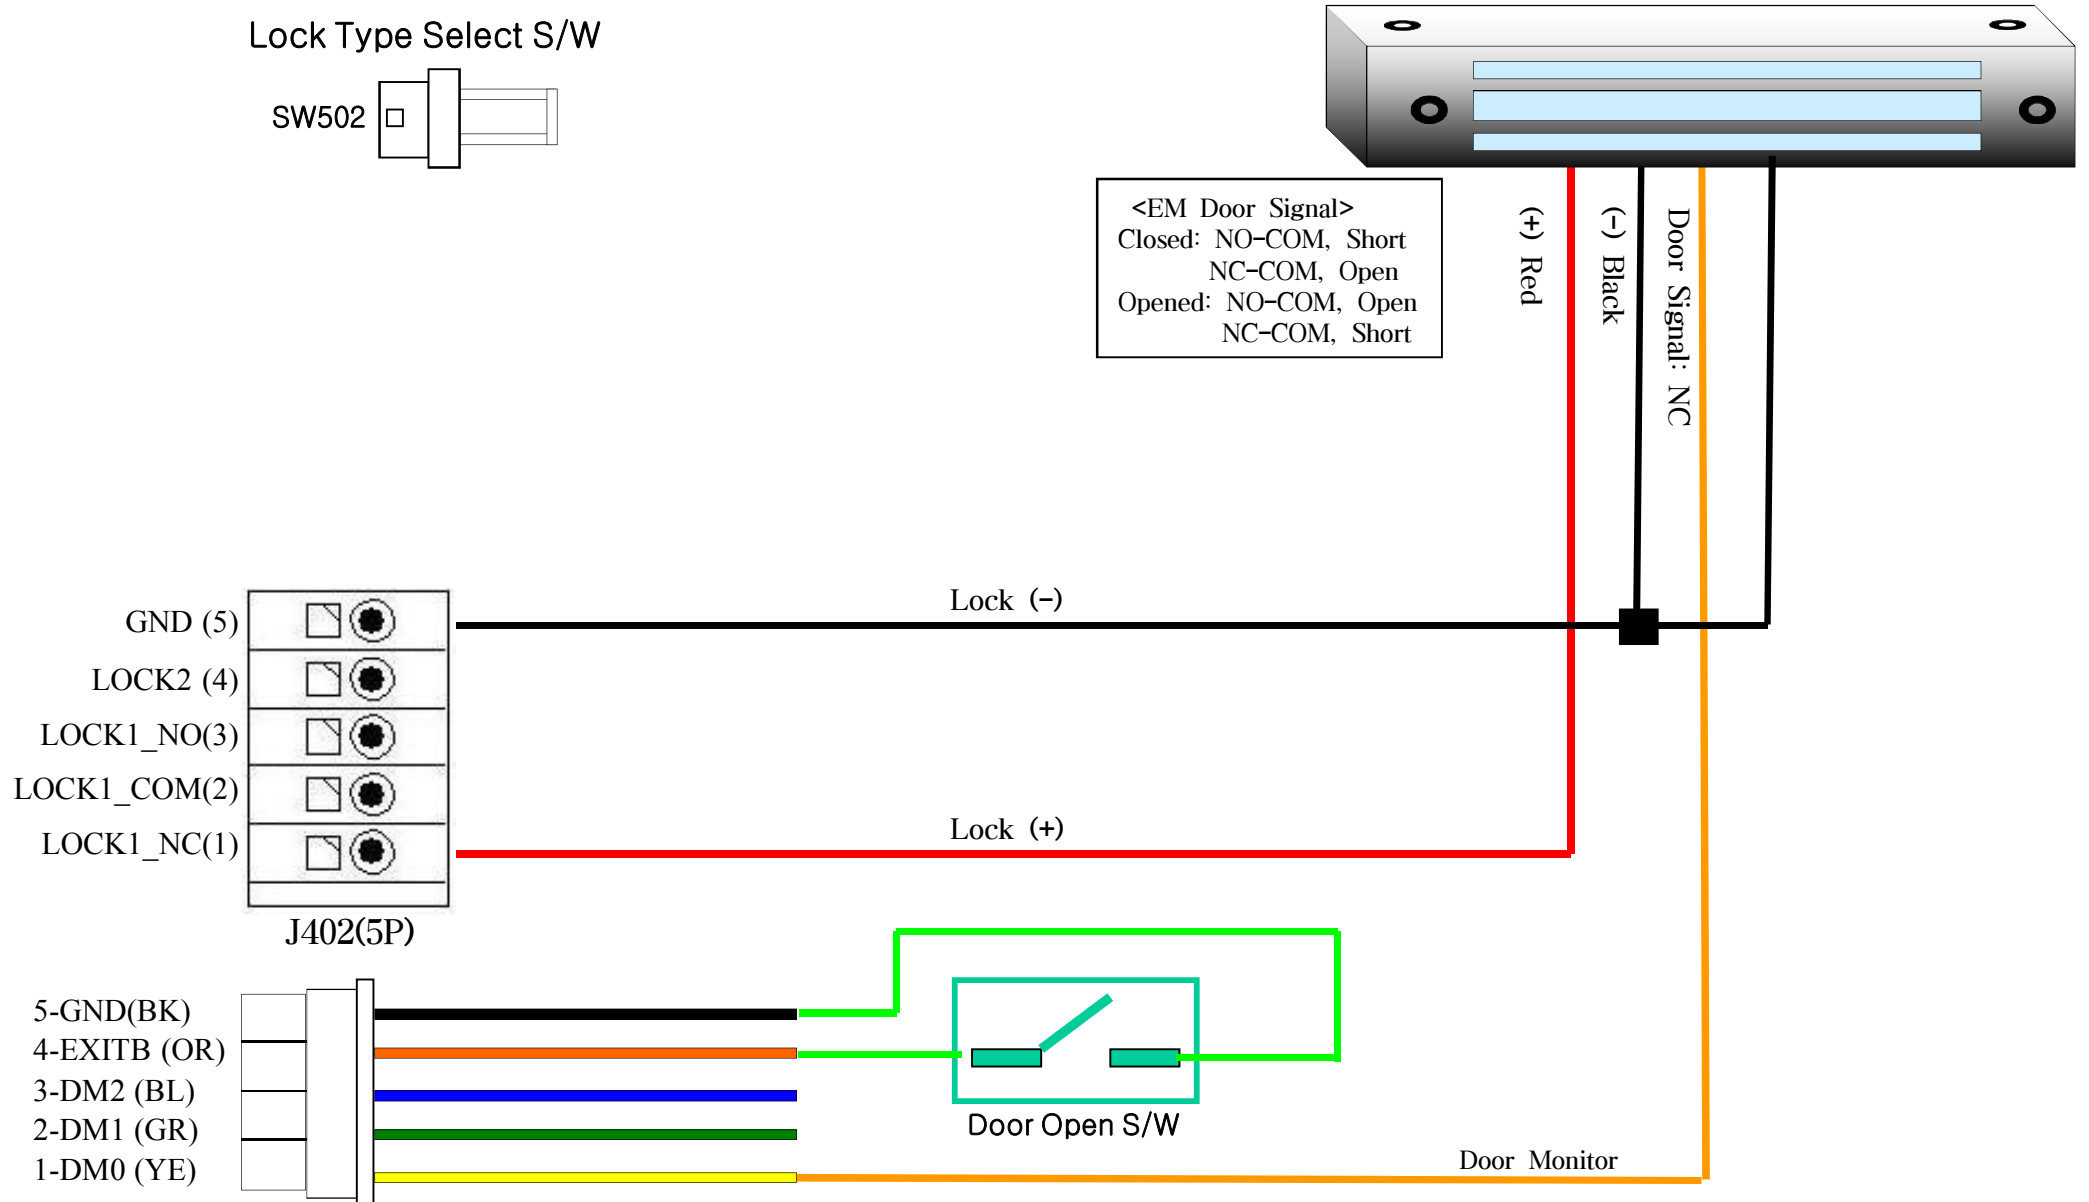 Lock Type Select S/W
SW502
<EM Door Signal>
Closed: NO-COM, Short
NC-COM, Open
Opened: NO-COM, Open
NC-COM, Short
(+) Red
(-) Black
Door Signal: NC
GND (5)
LOCK2 (4)
LOCK1_NO(3)
LOCK1_COM(2)
LOCK1_NC(1)
J402(5P)
Lock (-)
Lock (+)
5-GND(BK)
4-EXITB (OR)
3-DM2 (BL)
2-DM1 (GR)
1-DM0 (YE)
Door Open S/W
Door Monitor